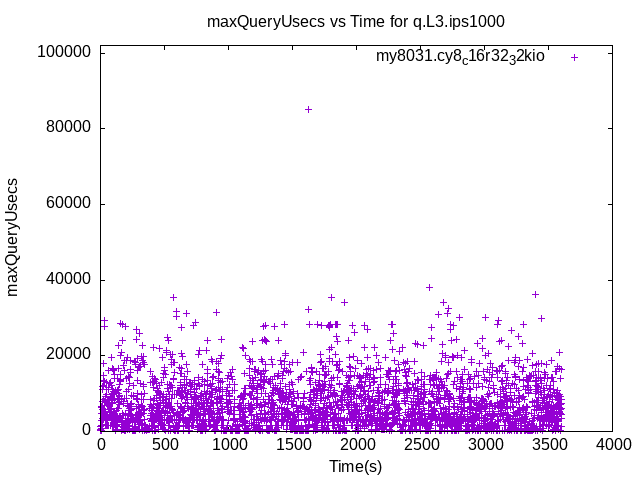 maxQueryUsecs vs Time for q.L3.ips1000
my8031.cy8c16r3232kio
100000
80000
60000
40000
20000
0
maxQueryUsecs
0 500 1000 1500 2000 2500 3000 3500 4000
Time(s)